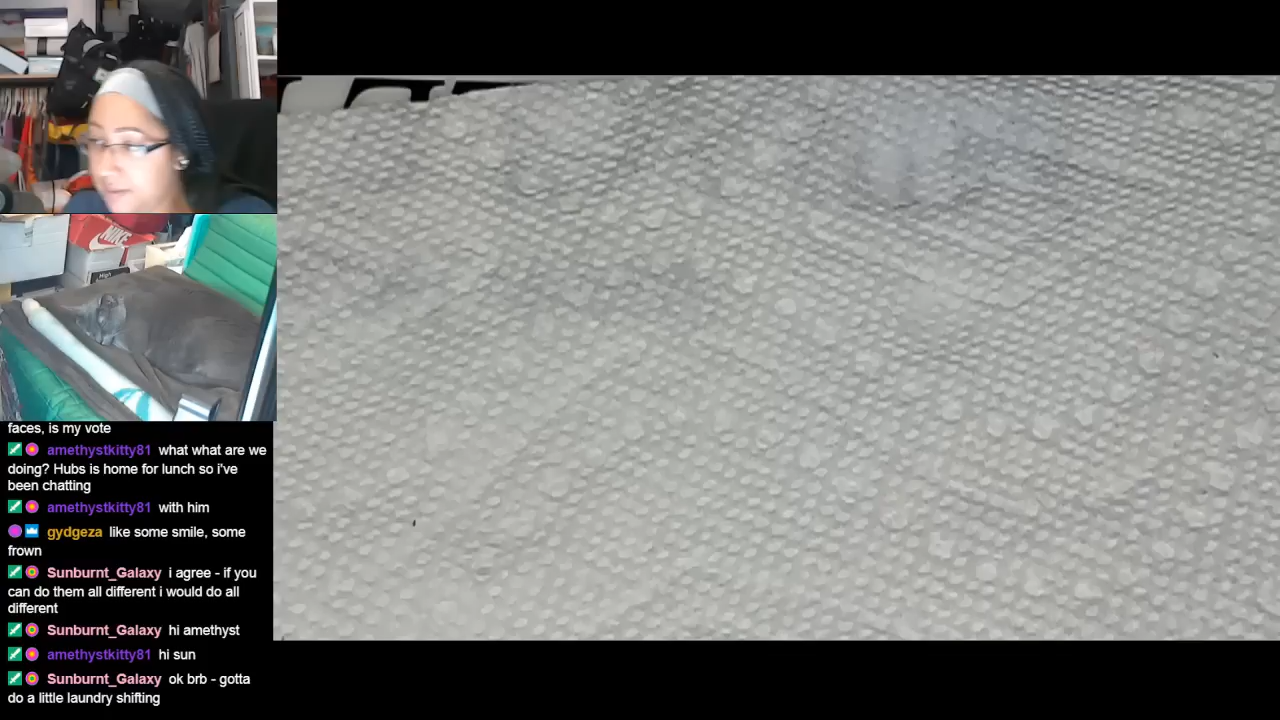 NIKE
High
faces, is my vote
amethystkitty81 what what are we
doing? Hubs is home for lunch so i've
been chatting
amethystkitty81 with him
gydgeza like some smile, some
frown
Sunburnt_Galaxy i agree - if you
can do them all different i would do all
different
Sunburnt_Galaxy hi amethyst
amethystkitty81 hi sun
Sunburnt_Galaxy ok brb - gotta
do a little laundry shifting